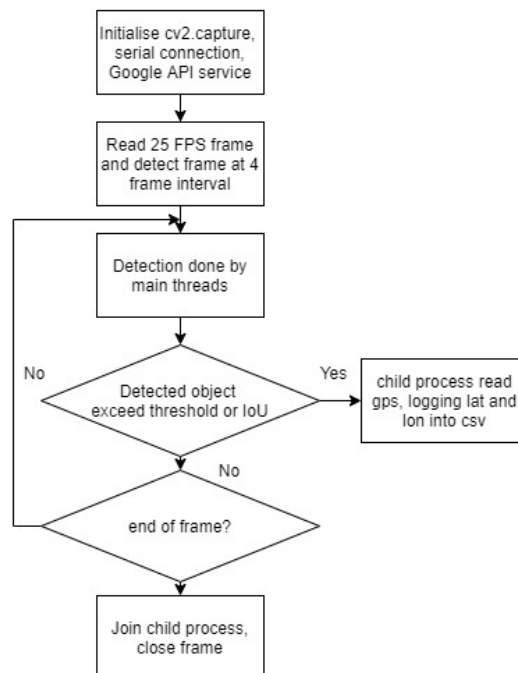 Initialise cv2.capture,
serial connection,
Google API service
Read 25 FPS frame
and detect frame at 4
frame interval
Detection done by
main threads
No
Yes
Detected object
exceed threshold or IoU
child process read
gps, logging lat and
lon into csv
No
end of frame?
Join child process,
close frame